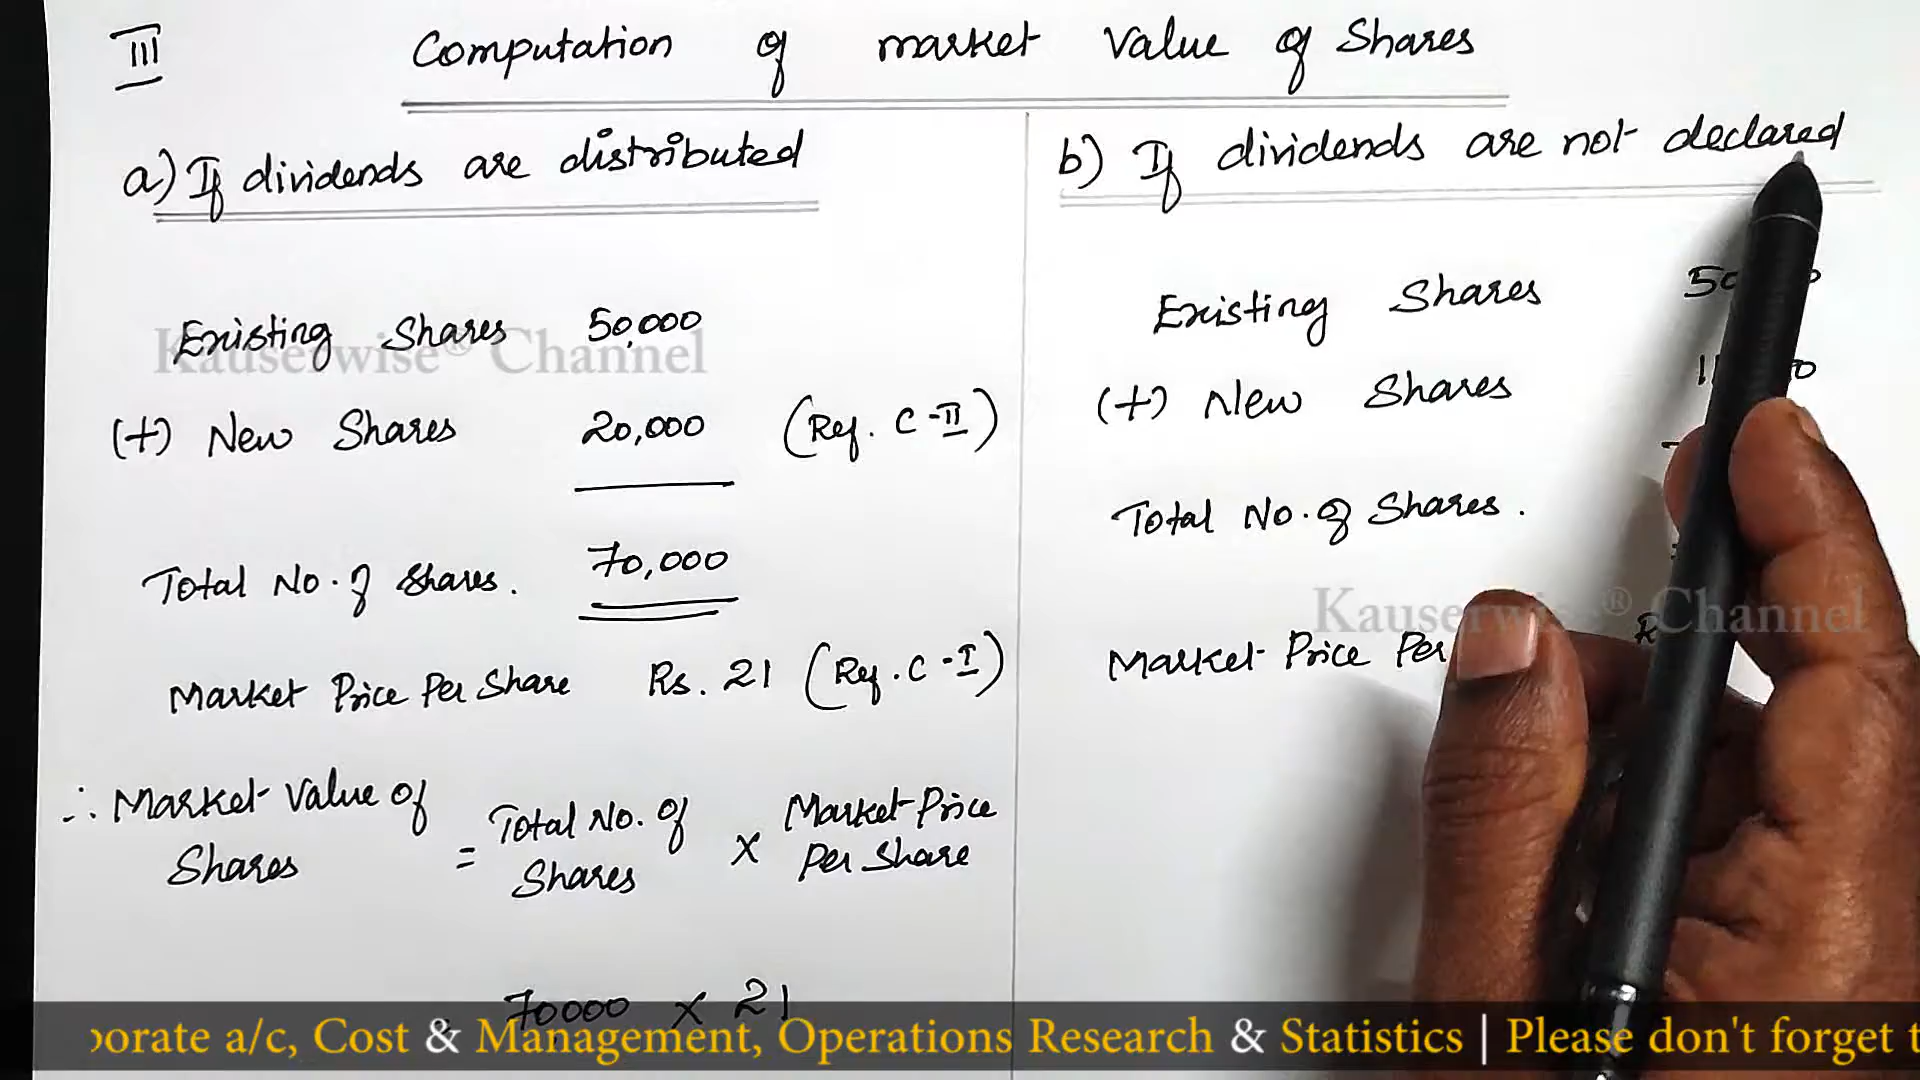 III
Computation of market value of Shares
a) If dividends are distributed
Existing Shares 50,000
(+) New Shares 20,000 (Ref. C-II)
Total No. of Shares. 70,000
Market Price Per Share Rs. 21 (Ref. C-I)
∴ Market Value of Shares = Total No. of Shares × Market Price Per Share
70000 × 21
b) If dividends are not declared
Existing Shares
(+) New Shares
Total No. of Shares.
Market Price Per
Kauserwise® Channel
Kauserwise® Channel
porate a/c, Cost & Management, Operations Research & Statistics | Please don't forget t